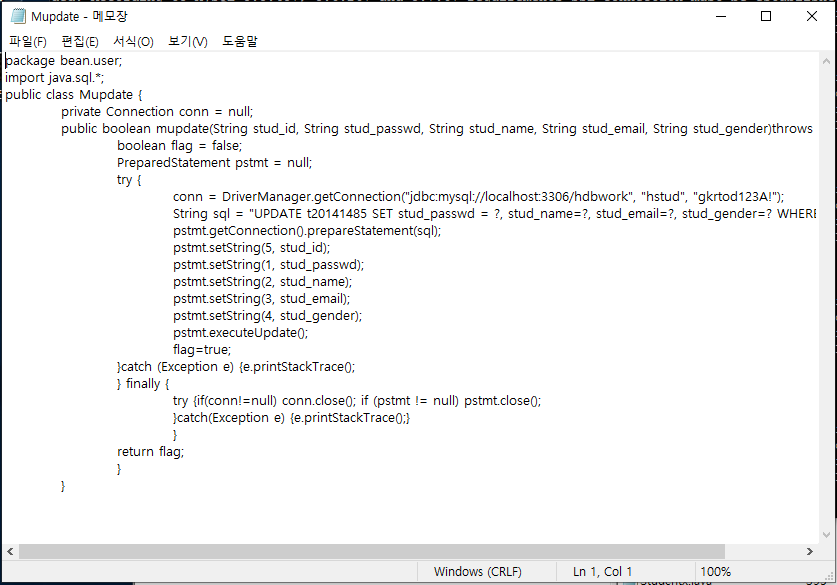 Mupdate - 메모장
파일(F) 편집(E) 서식(O) 보기(V) 도움말
package bean.user;
import java.sql.*;
public class Mupdate {
private Connection conn = null;
public boolean mupdate(String stud_id, String stud_passwd, String stud_name, String stud_email, String stud_gender)throws
boolean flag = false;
PreparedStatement pstmt = null;
try {
conn = DriverManager.getConnection("jdbc:mysql://localhost:3306/hdbwork", "hstud", "gkrtod123A!");
String sql = "UPDATE t20141485 SET stud_passwd = ?, stud_name=?, stud_email=?, stud_gender=? WHERE
pstmt.getConnection().prepareStatement(sql);
pstmt.setString(5, stud_id);
pstmt.setString(1, stud_passwd);
pstmt.setString(2, stud_name);
pstmt.setString(3, stud_email);
pstmt.setString(4, stud_gender);
pstmt.executeUpdate();
flag=true;
}catch (Exception e) {e.printStackTrace();
} finally {
try {if(conn!=null) conn.close(); if (pstmt != null) pstmt.close();
}catch(Exception e) {e.printStackTrace();}
}
return flag;
}
}
Windows (CRLF) Ln 1, Col 1 100%